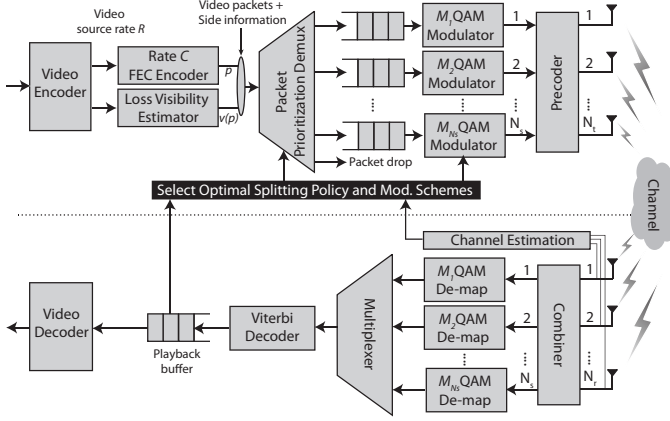 Video
source rate R
Video packets +
Side information
Video
Encoder
Rate C
FEC Encoder
Loss Visibility
Estimator
p
v(p)
Packet
Prioritization Demux
M1QAM
Modulator
M2QAM
Modulator
MNsQAM
Modulator
1
2
Ns
Precoder
1
2
Nt
Packet drop
Select Optimal Splitting Policy and Mod. Schemes
Channel
Channel Estimation
Video
Decoder
Playback
buffer
Viterbi
Decoder
Multiplexer
M1QAM
De-map
M2QAM
De-map
MNsQAM
De-map
1
2
Ns
Combiner
1
2
Nr